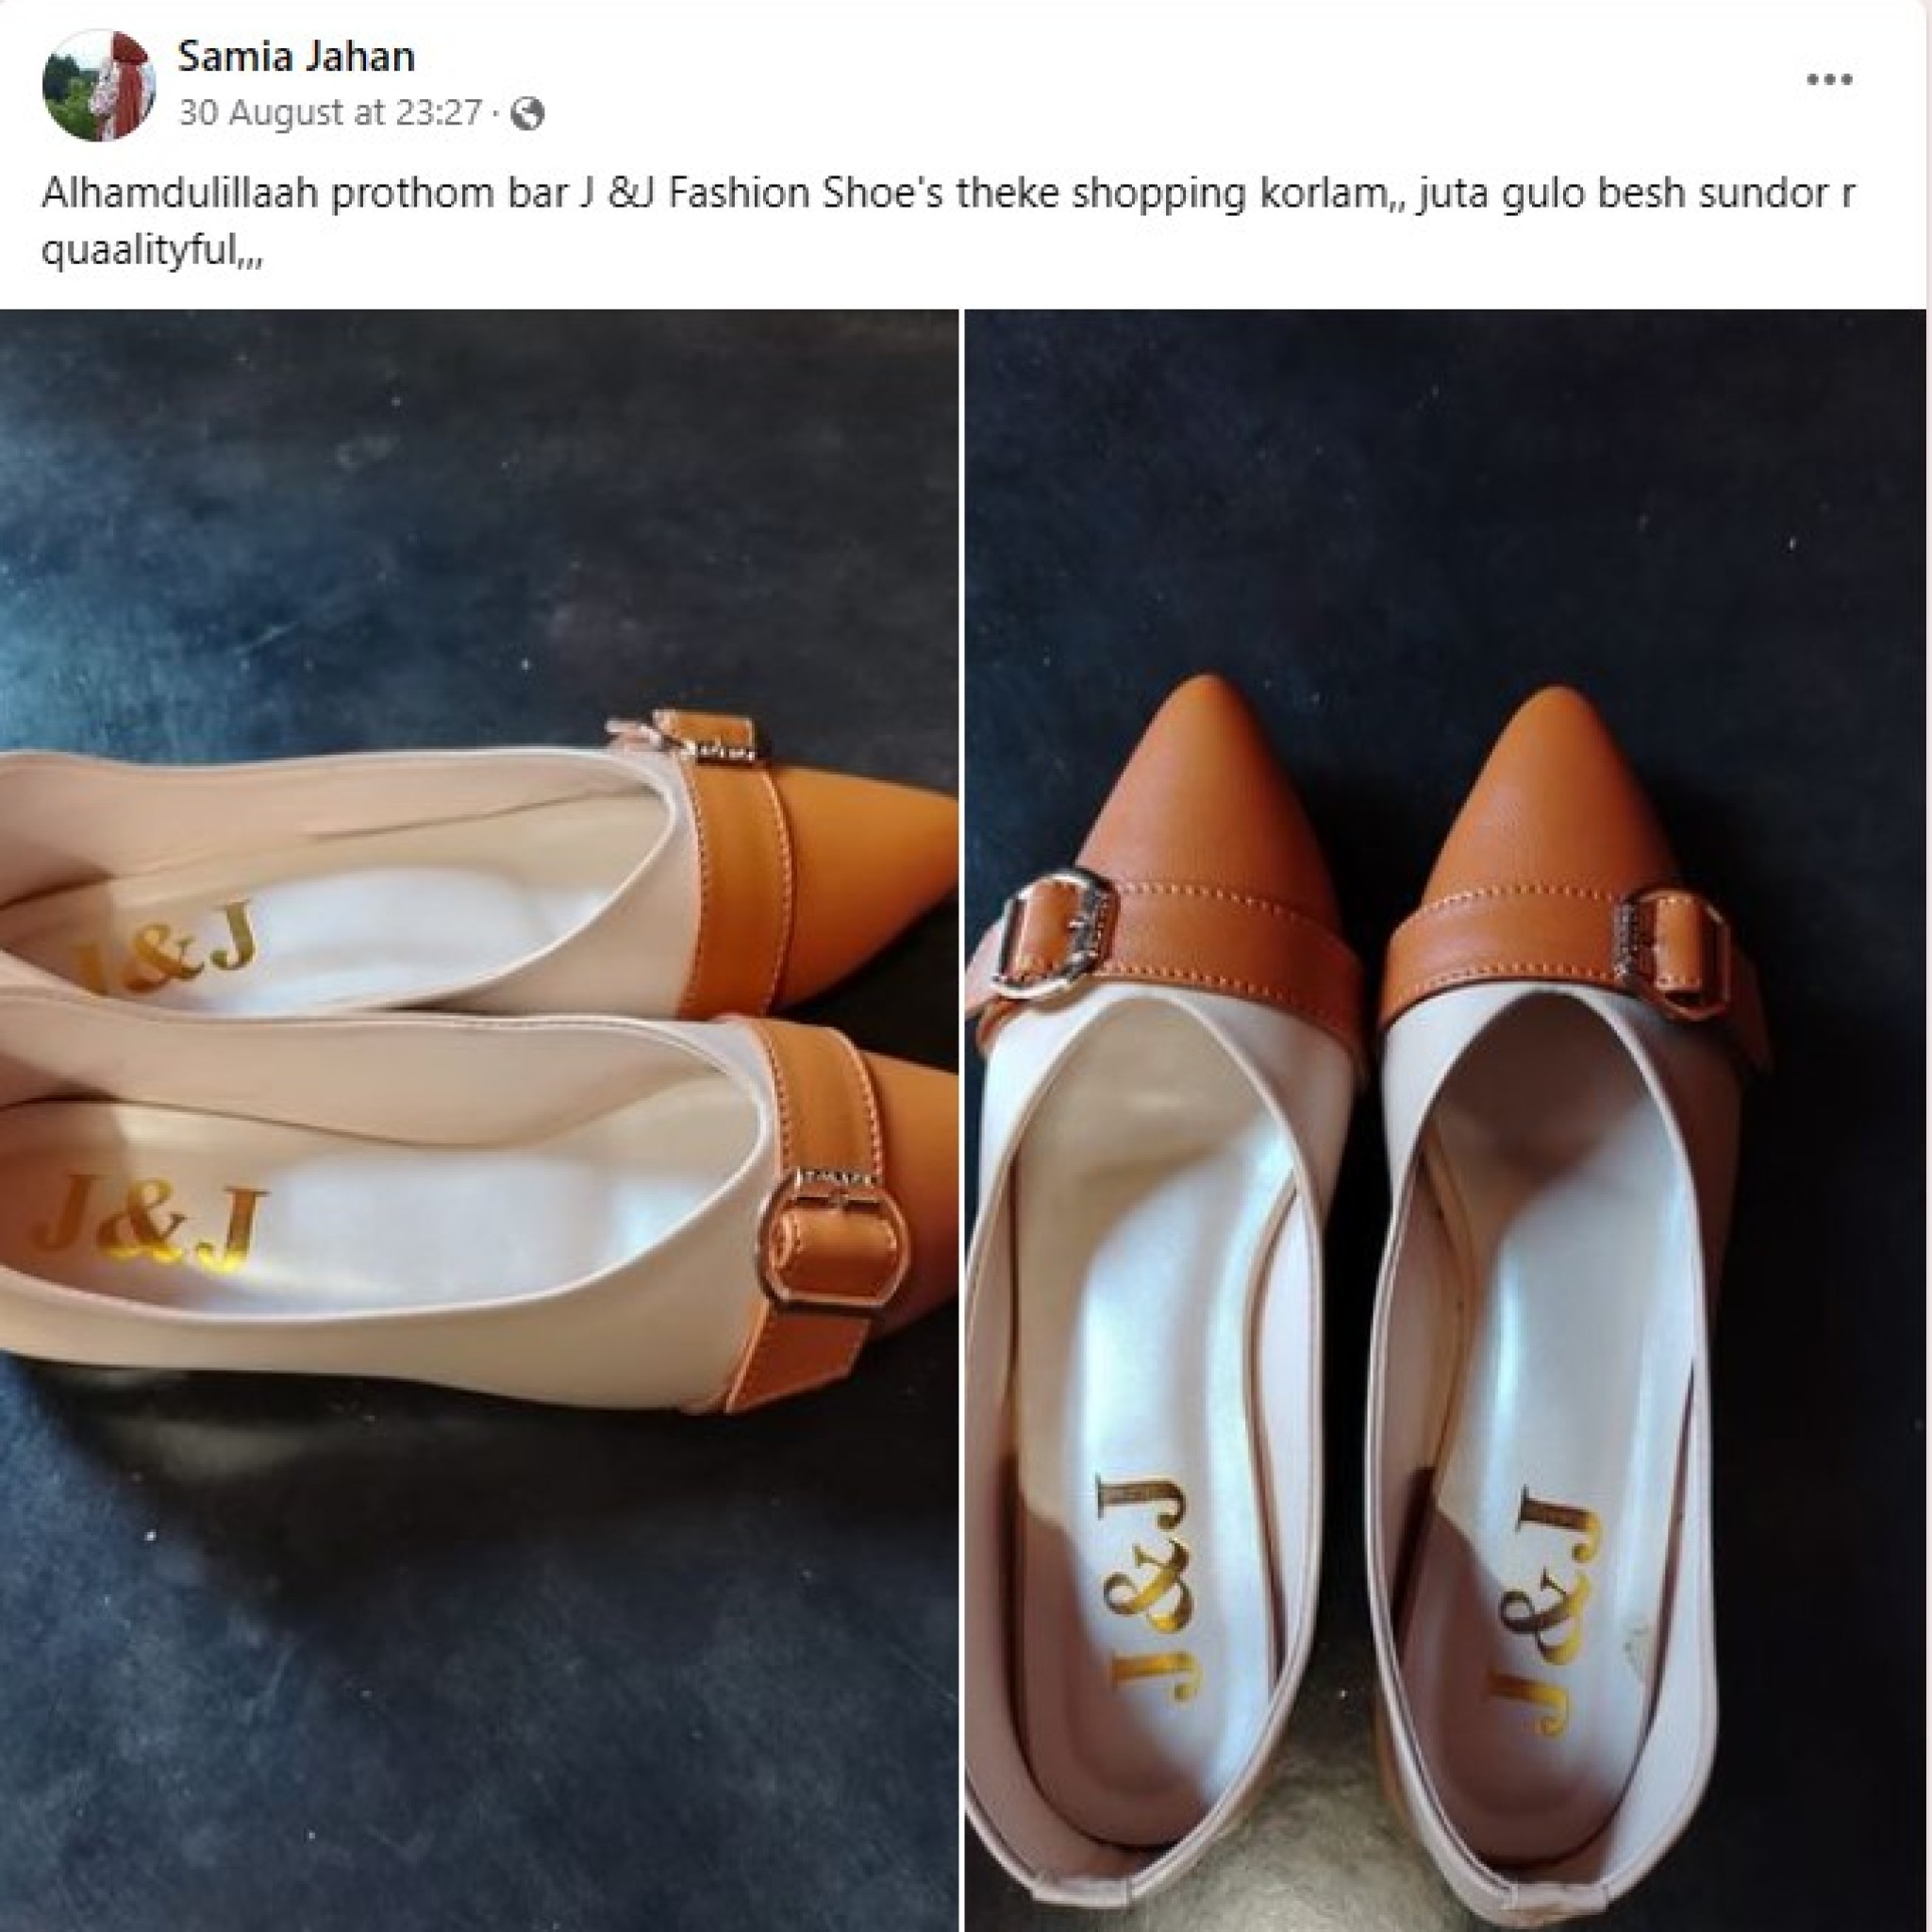 Samia Jahan
30 August at 23:27 ·
Alhamdulillaah prothom bar J &J Fashion Shoe's theke shopping korlam,, juta gulo besh sundor r
quaalityful,,,
J&J
J&J
J&J
J&J